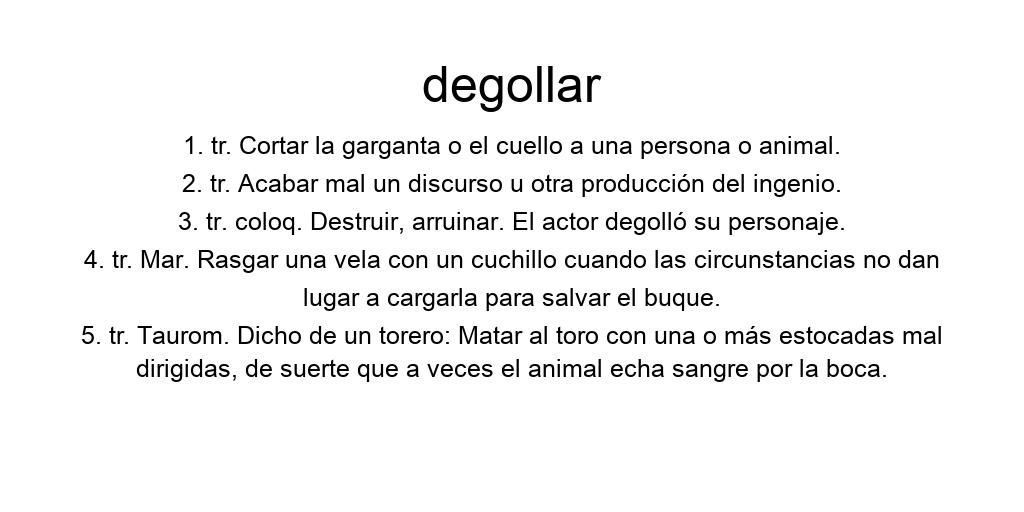 degollar
1. tr. Cortar la garganta o el cuello a una persona o animal.
2. tr. Acabar mal un discurso u otra producción del ingenio.
3. tr. coloq. Destruir, arruinar. El actor degolló su personaje.
4. tr. Mar. Rasgar una vela con un cuchillo cuando las circunstancias no dan
lugar a cargarla para salvar el buque.
5. tr. Taurom. Dicho de un torero: Matar al toro con una o más estocadas mal
dirigidas, de suerte que a veces el animal echa sangre por la boca.